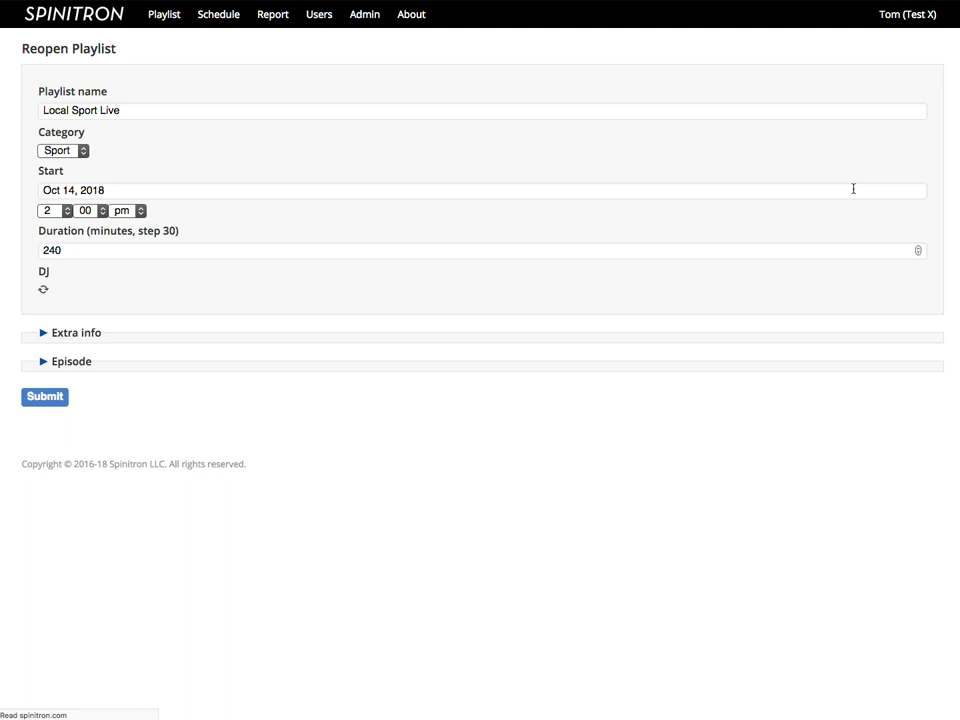 SPINITRON Playlist Schedule Report Users Admin About Tom (Test X)
Reopen Playlist
Playlist name
Local Sport Live
Category
Sport
Start
Oct 14, 2018
2 00 pm
Duration (minutes, step 30)
240
DJ
Extra info
Episode
Submit
Copyright © 2016-18 Spinitron LLC. All rights reserved.
Read spinitron.com